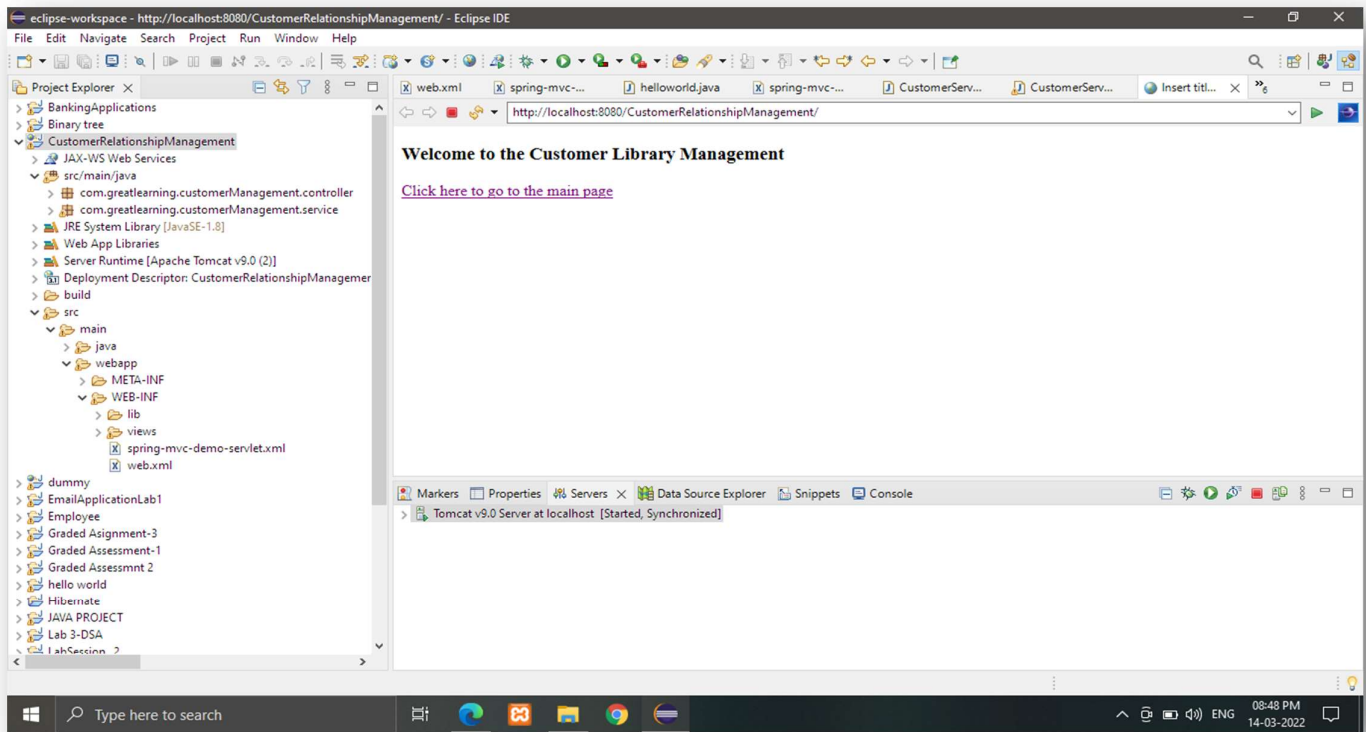 eclipse-workspace - http://localhost:8080/CustomerRelationshipManagement/ - Eclipse IDE
File Edit Navigate Search Project Run Window Help
Project Explorer
BankingApplications
Binary tree
CustomerRelationshipManagement
JAX-WS Web Services
src/main/java
com.greatlearning.customerManagement.controller
com.greatlearning.customerManagement.service
JRE System Library [JavaSE-1.8]
Web App Libraries
Server Runtime [Apache Tomcat v9.0 (2)]
Deployment Descriptor: CustomerRelationshipManagemer
build
src
main
java
webapp
META-INF
WEB-INF
lib
views
spring-mvc-demo-servlet.xml
web.xml
dummy
EmailApplicationLab1
Employee
Graded Asignment-3
Graded Assessment-1
Graded Assessmnt 2
hello world
Hibernate
JAVA PROJECT
Lab 3-DSA
LabSession_2
web.xml spring-mvc-... helloworld.java spring-mvc-... CustomerServ... CustomerServ... Insert titl... 6
http://localhost:8080/CustomerRelationshipManagement/
Welcome to the Customer Library Management
Click here to go to the main page
Markers Properties Servers Data Source Explorer Snippets Console
Tomcat v9.0 Server at localhost [Started, Synchronized]
Type here to search
ENG
08:48 PM
14-03-2022